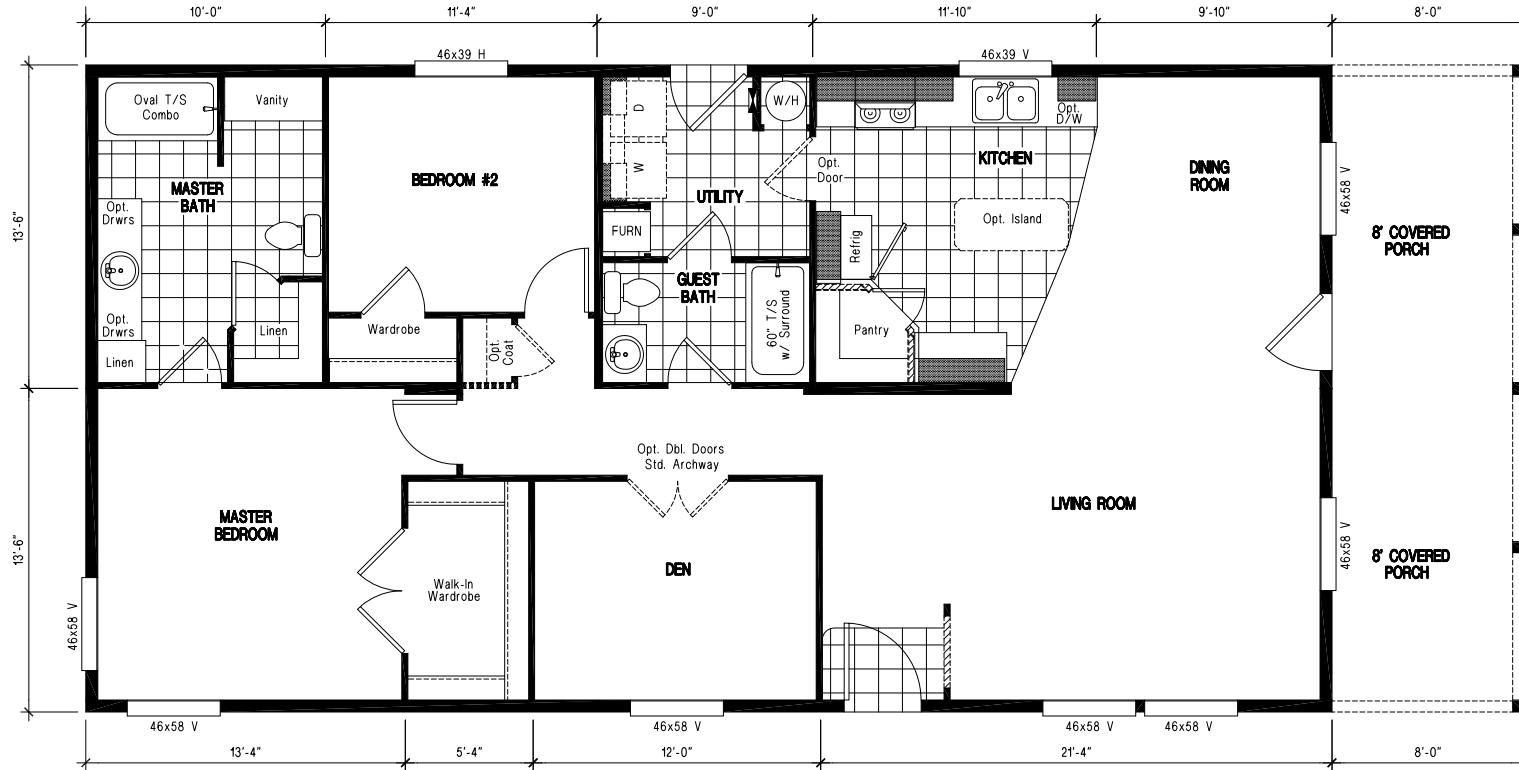 10'-0"
11'-4"
9'-0"
11'-10"
9'-10"
8'-0"
46x39 H
46x39 V
Oval T/S
Combo
Vanity
D
W/H
Opt.
D/W
W
MASTER
BATH
BEDROOM #2
UTILITY
Opt.
Door
KITCHEN
DINING
ROOM
46x58 V
Opt.
Drwrs
FURN
Refrig
Opt. Island
8' COVERED
PORCH
13'-6"
GUEST
BATH
60" T/S
w/ Surround
Opt.
Drwrs
Linen
Linen
Wardrobe
Opt.
Coat
Pantry
Opt. Dbl. Doors
Std. Archway
MASTER
BEDROOM
LIVING ROOM
46x58 V
8' COVERED
PORCH
13'-6"
DEN
Walk-In
Wardrobe
46x58 V
46x58 V
46x58 V
46x58 V
46x58 V
13'-4"
5'-4"
12'-0"
21'-4"
8'-0"